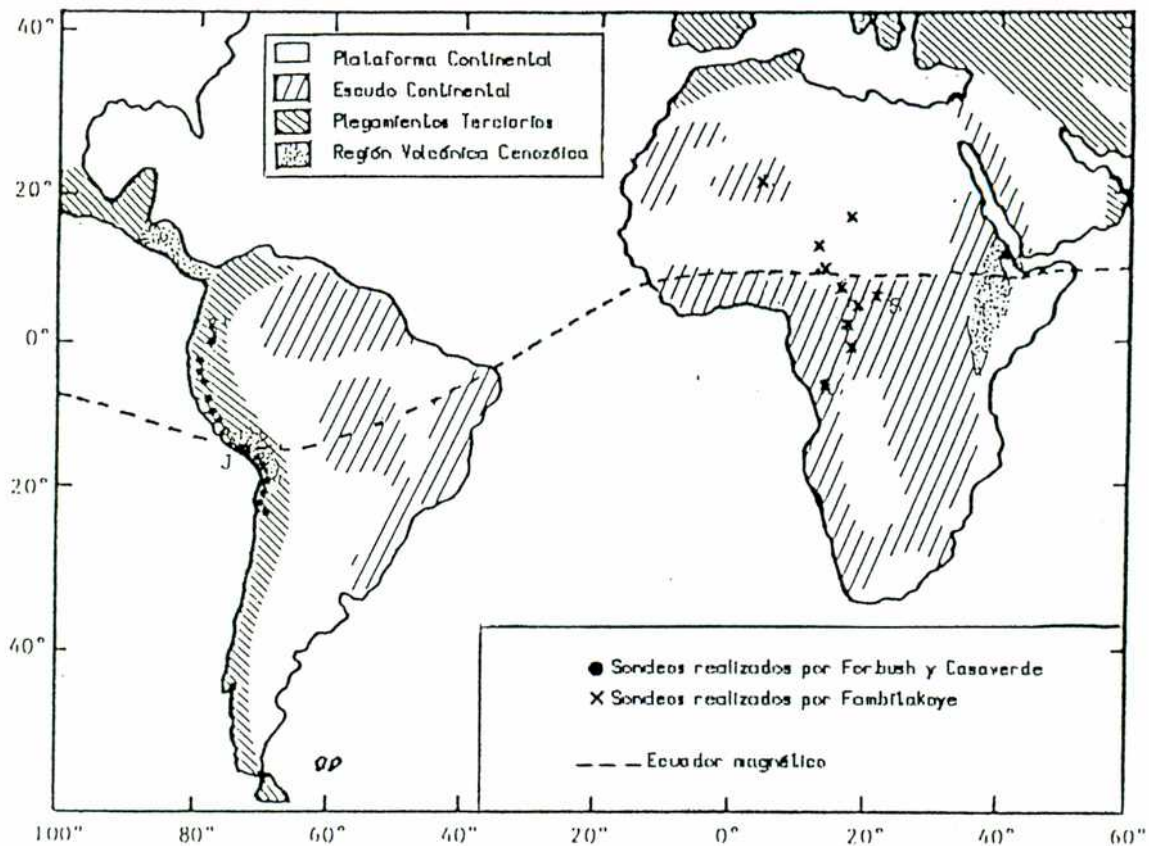 40°
Plataforma Continental
Escudo Continental
Plegamientos Terciarios
Región Volcánica Cenozóica
20°
0°
S
J
20°
40°
● Sondeos realizados por Forbush y Casaverde
× Sondeos realizados por Fambitakoye
Ecuador magnético
100° 80° 60° 40° 20° 0° 20° 40° 60°